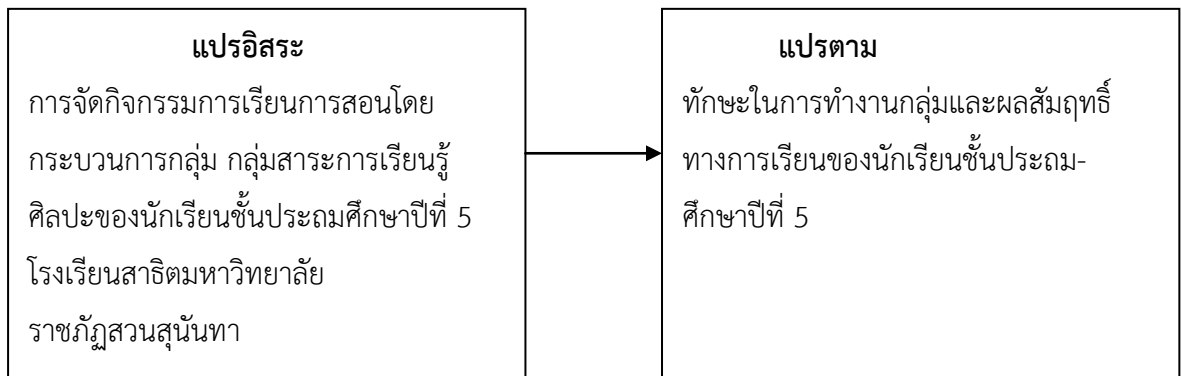 แปรอิสระ
การจัดกิจกรรมการเรียนการสอนโดย
กระบวนการกลุ่ม กลุ่มสาระการเรียนรู้
ศิลปะของนักเรียนชั้นประถมศึกษาปีที่ 5
โรงเรียนสาธิตมหาวิทยาลัย
ราชภัฏสวนสุนันทา
แปรตาม
ทักษะในการทำงานกลุ่มและผลสัมฤทธิ์
ทางการเรียนของนักเรียนชั้นประถม-
ศึกษาปีที่ 5